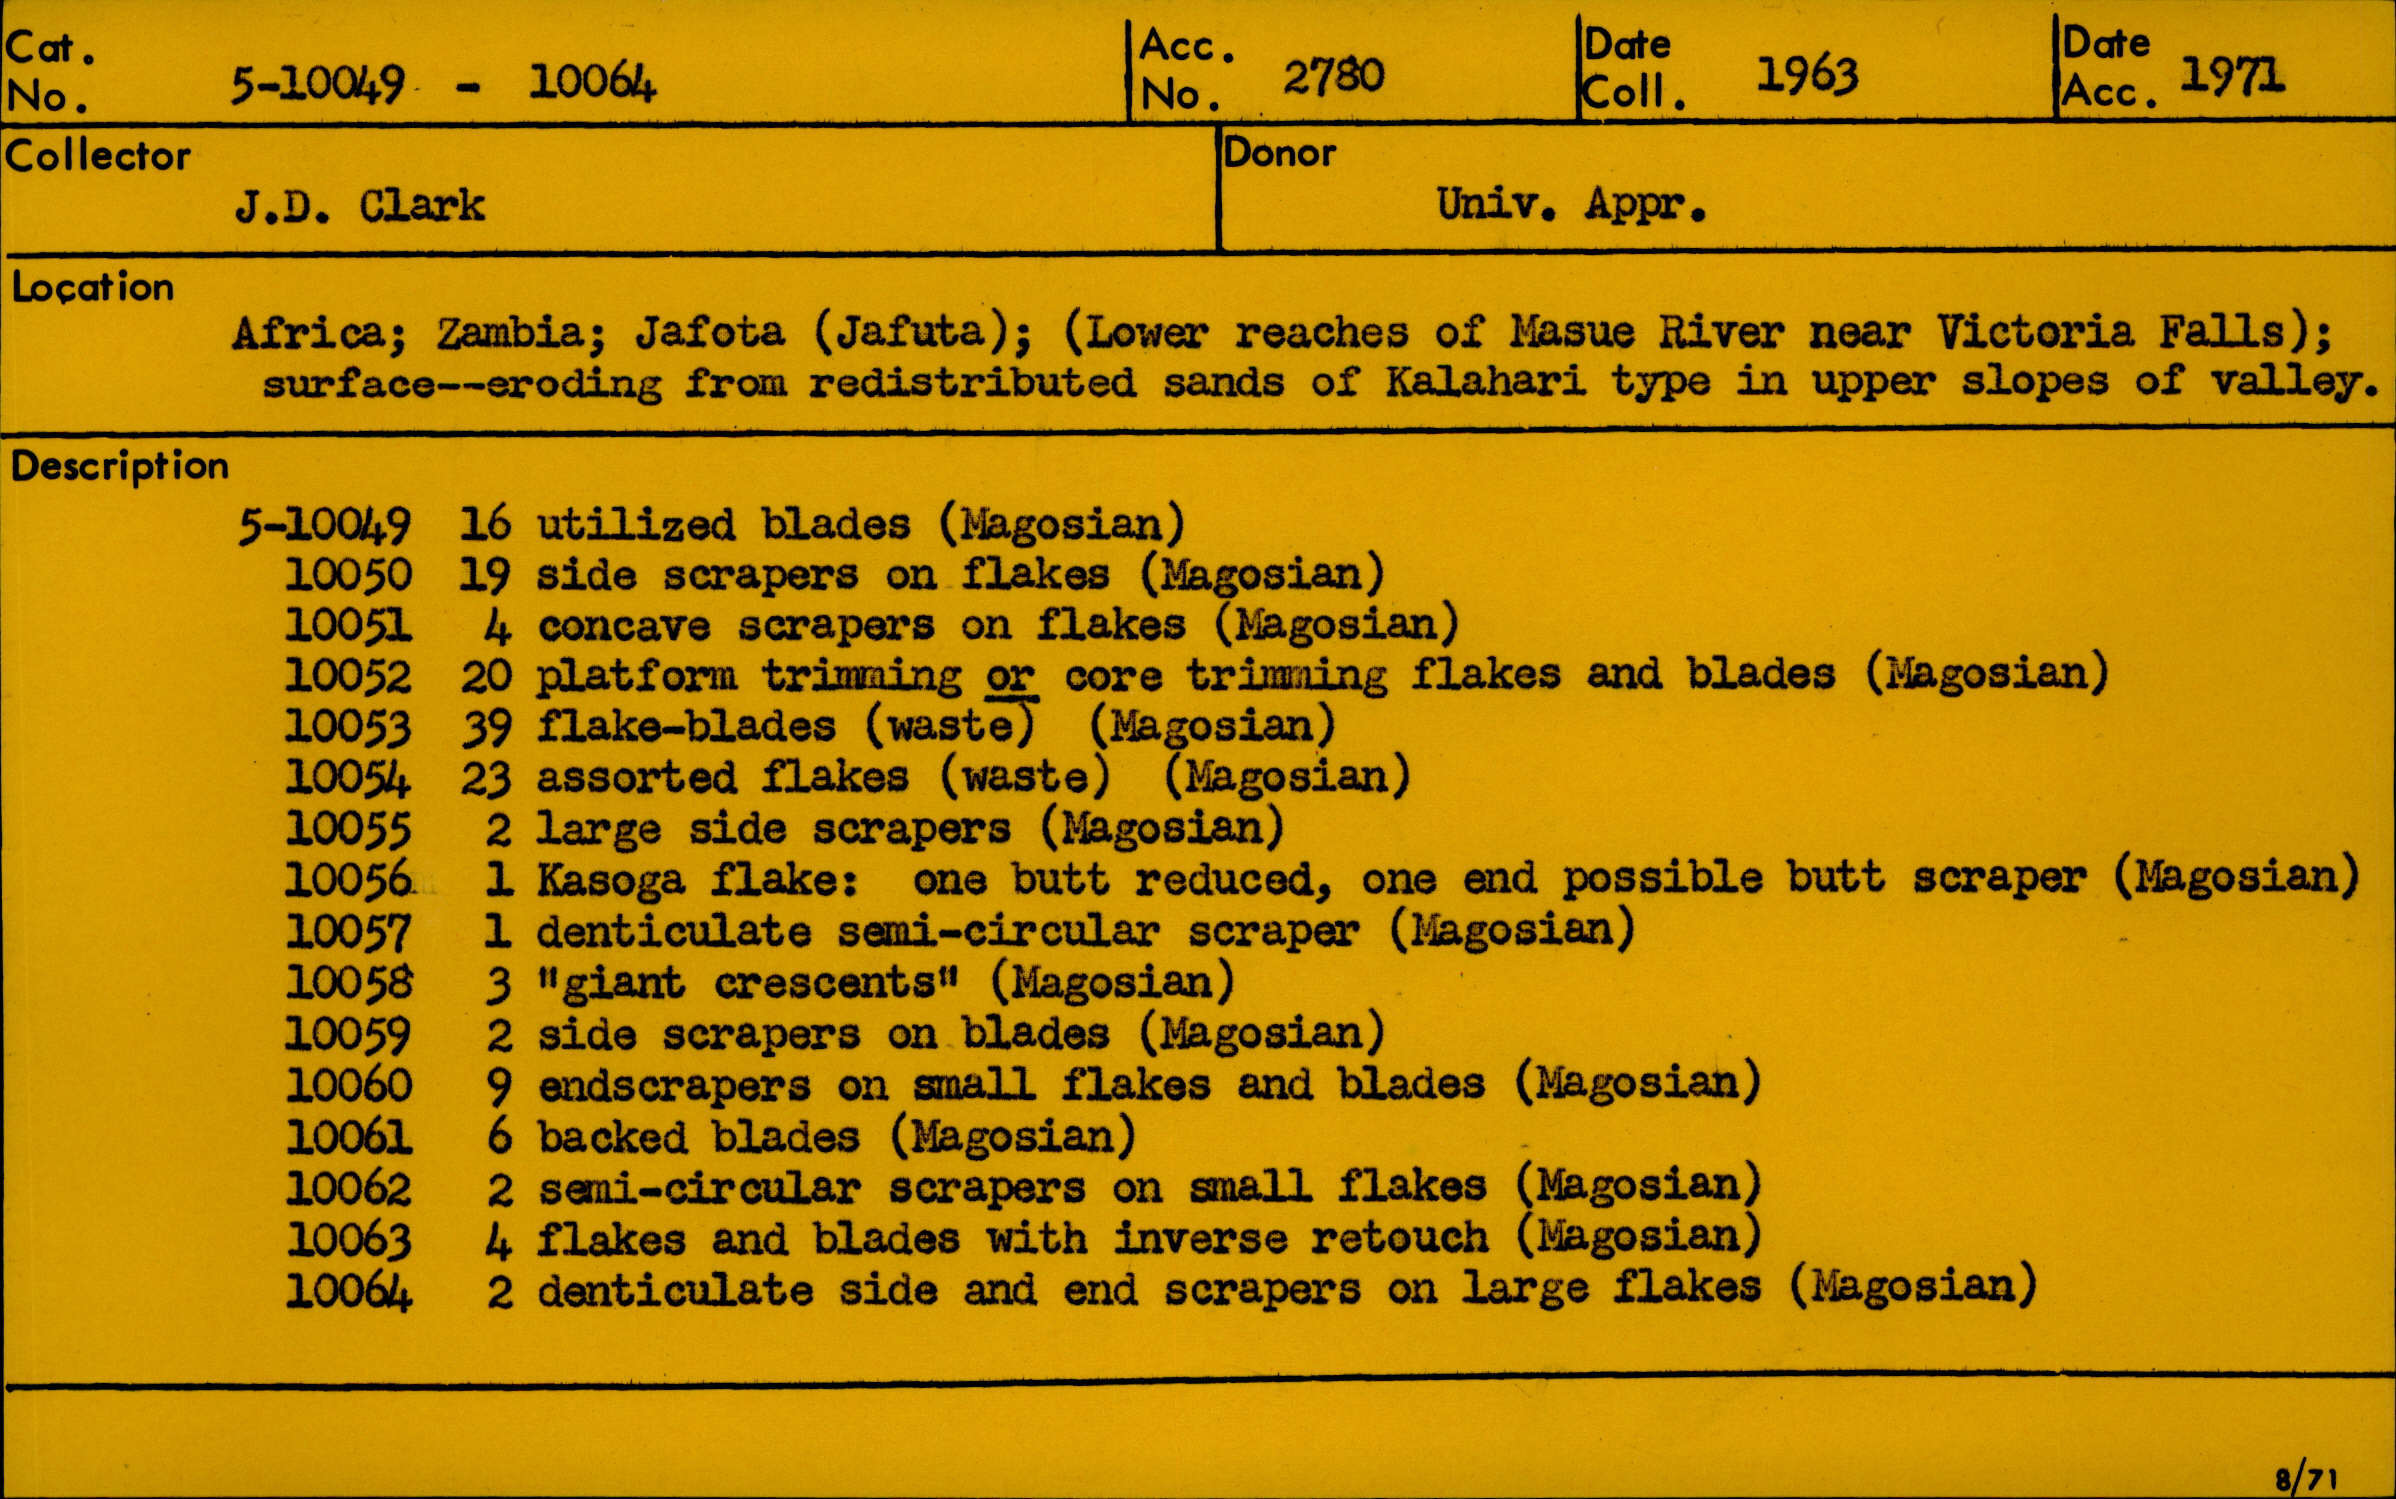 Cat. No. 5-10049 - 10064 Acc. No. 2780 Date Coll. 1963 Date Acc. 1971
Collector Donor
J.D. Clark Univ. Appr.
Location
Africa; Zambia; Jafota (Jafuta); (Lower reaches of Masue River near Victoria Falls);
surface--eroding from redistributed sands of Kalahari type in upper slopes of valley.
Description
5-10049 16 utilized blades (Magosian)
10050 19 side scrapers on flakes (Magosian)
10051 4 concave scrapers on flakes (Magosian)
10052 20 platform trimming or core trimming flakes and blades (Magosian)
10053 39 flake-blades (waste) (Magosian)
10054 23 assorted flakes (waste) (Magosian)
10055 2 large side scrapers (Magosian)
10056 1 Kasoga flake: one butt reduced, one end possible butt scraper (Magosian)
10057 1 denticulate semi-circular scraper (Magosian)
10058 3 "giant crescents" (Magosian)
10059 2 side scrapers on blades (Magosian)
10060 9 endscrapers on small flakes and blades (Magosian)
10061 6 backed blades (Magosian)
10062 2 semi-circular scrapers on small flakes (Magosian)
10063 4 flakes and blades with inverse retouch (Magosian)
10064 2 denticulate side and end scrapers on large flakes (Magosian)
8/71